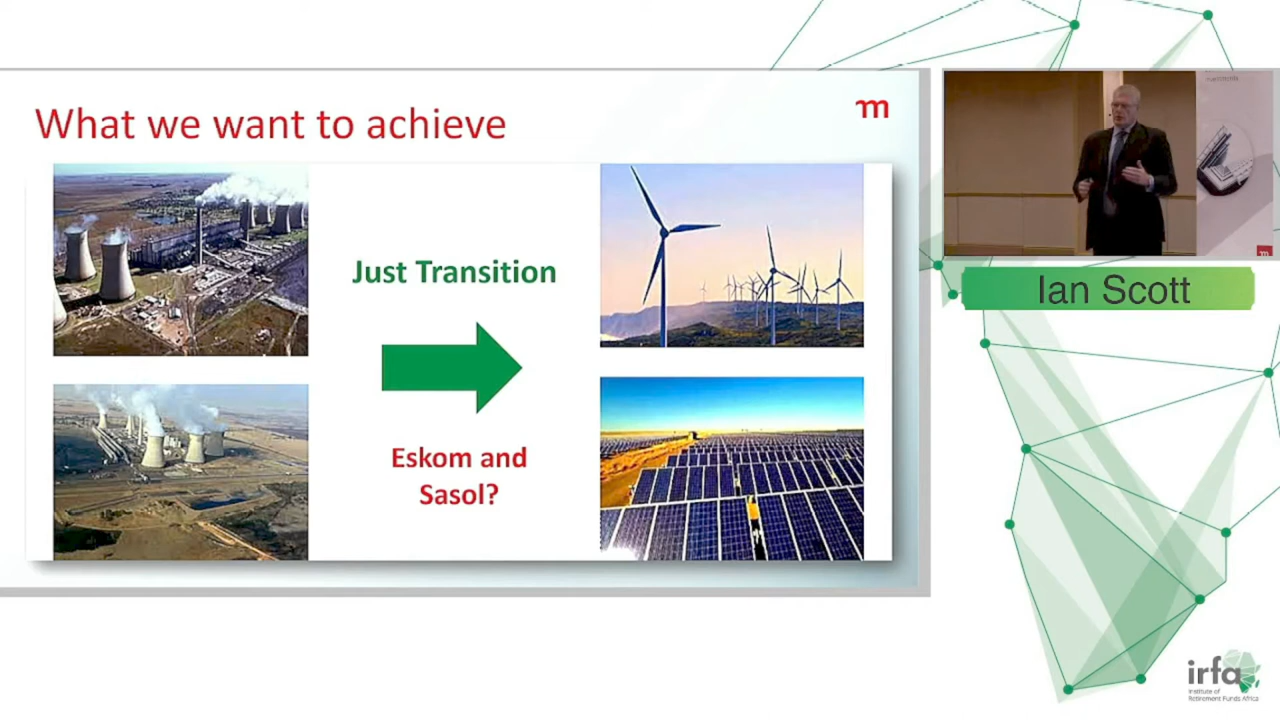 What we want to achieve
m
Just Transition
Eskom and
Sasol?
Ian Scott
irfa
Institute of
Retirement Funds Africa